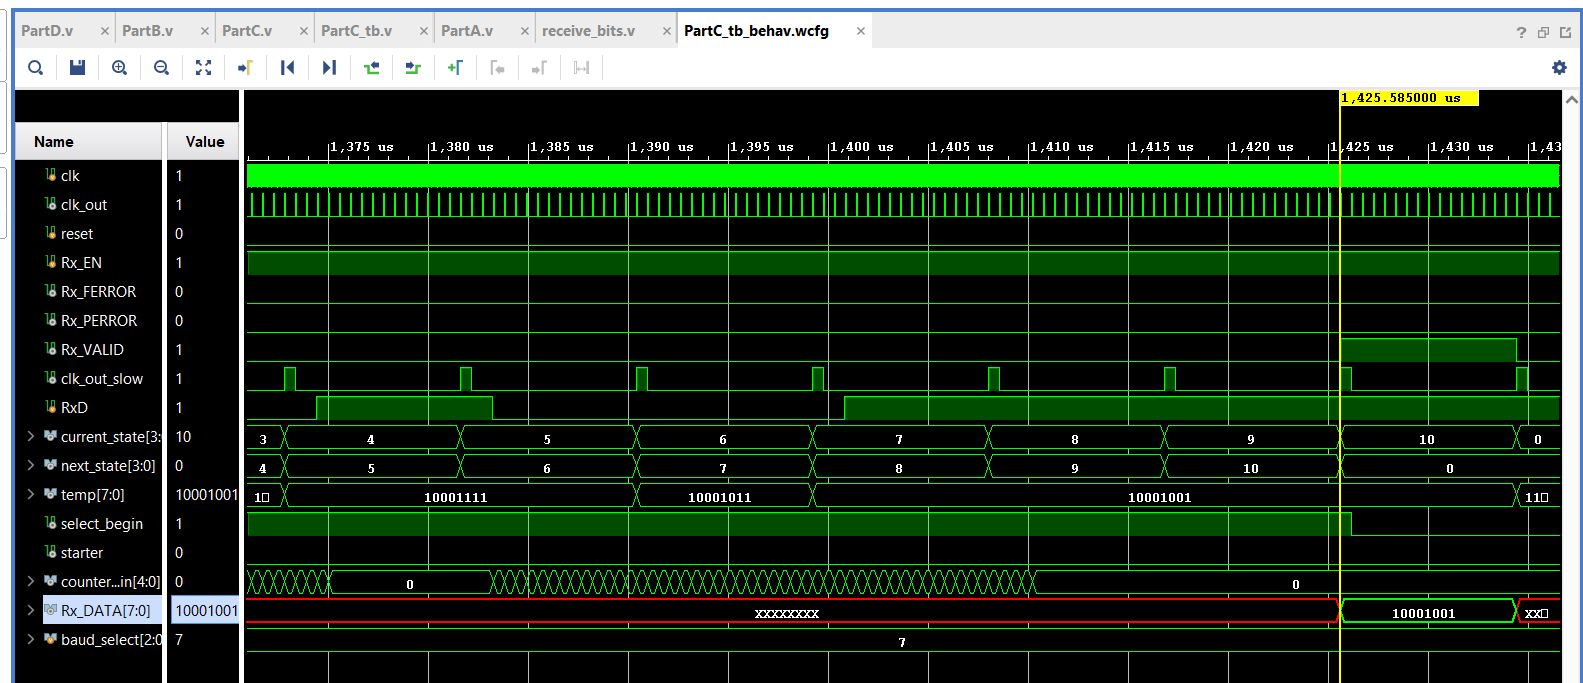 PartD.v × PartB.v × PartC.v × PartC_tb.v × PartA.v × receive_bits.v × PartC_tb_behav.wcfg ×
1,425.585000 us
Name Value
1,375 us 1,380 us 1,385 us 1,390 us 1,395 us 1,400 us 1,405 us 1,410 us 1,415 us 1,420 us 1,425 us 1,430 us 1,43
clk 1
clk_out 1
reset 0
Rx_EN 1
Rx_FERROR 0
Rx_PERROR 0
Rx_VALID 1
clk_out_slow 1
RxD 1
current_state[3: 10 3 4 5 6 7 8 9 10 0
next_state[3:0] 0 4 5 6 7 8 9 10 0
temp[7:0] 10001001 1 10001111 10001011 10001001 11
select_begin 1
starter 0
counter...in[4:0] 0 0 0
Rx_DATA[7:0] 10001001 xxxxxxxx 10001001 xx
baud_select[2:0 7 7